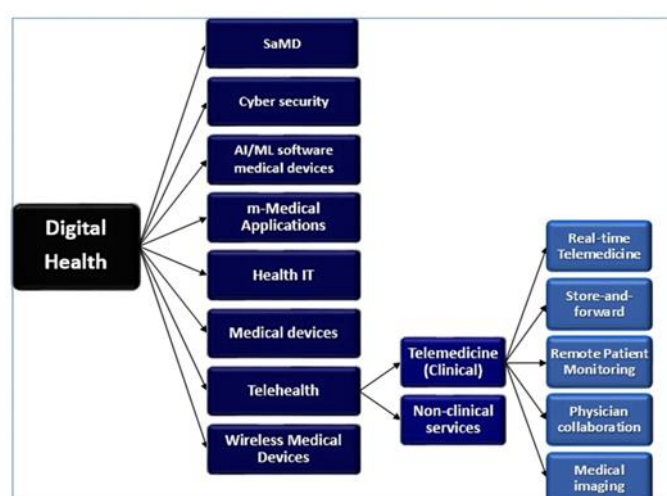 Digital
Health
SaMD
Cyber security
AI/ML software
medical devices
m-Medical
Applications
Health IT
Medical devices
Telehealth
Wireless Medical
Devices
Telemedicine
(Clinical)
Non-clinical
services
Real-time
Telemedicine
Store-and-
forward
Remote Patient
Monitoring
Physician
collaboration
Medical
imaging